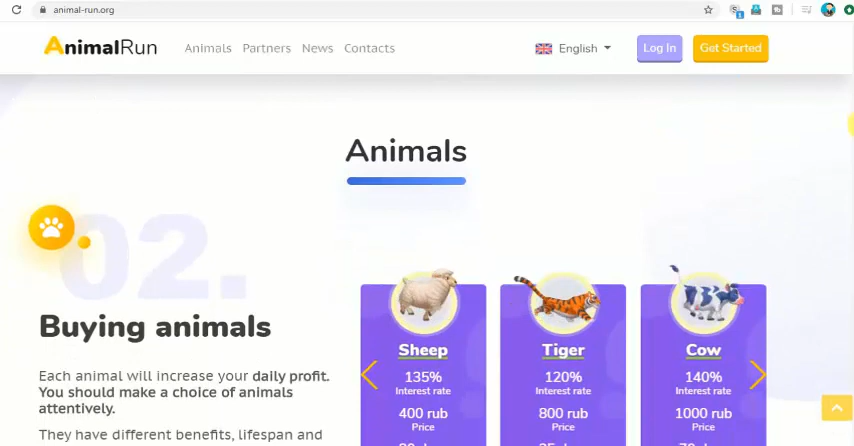 animal-run.org
AnimalRun
Animals Partners News Contacts
English
Log In
Get Started
Animals
02.
Buying animals
Each animal will increase your daily profit.
You should make a choice of animals
attentively.
They have different benefits, lifespan and
Sheep
135%
Interest rate
400 rub
Price
Tiger
120%
Interest rate
800 rub
Price
Cow
140%
Interest rate
1000 rub
Price